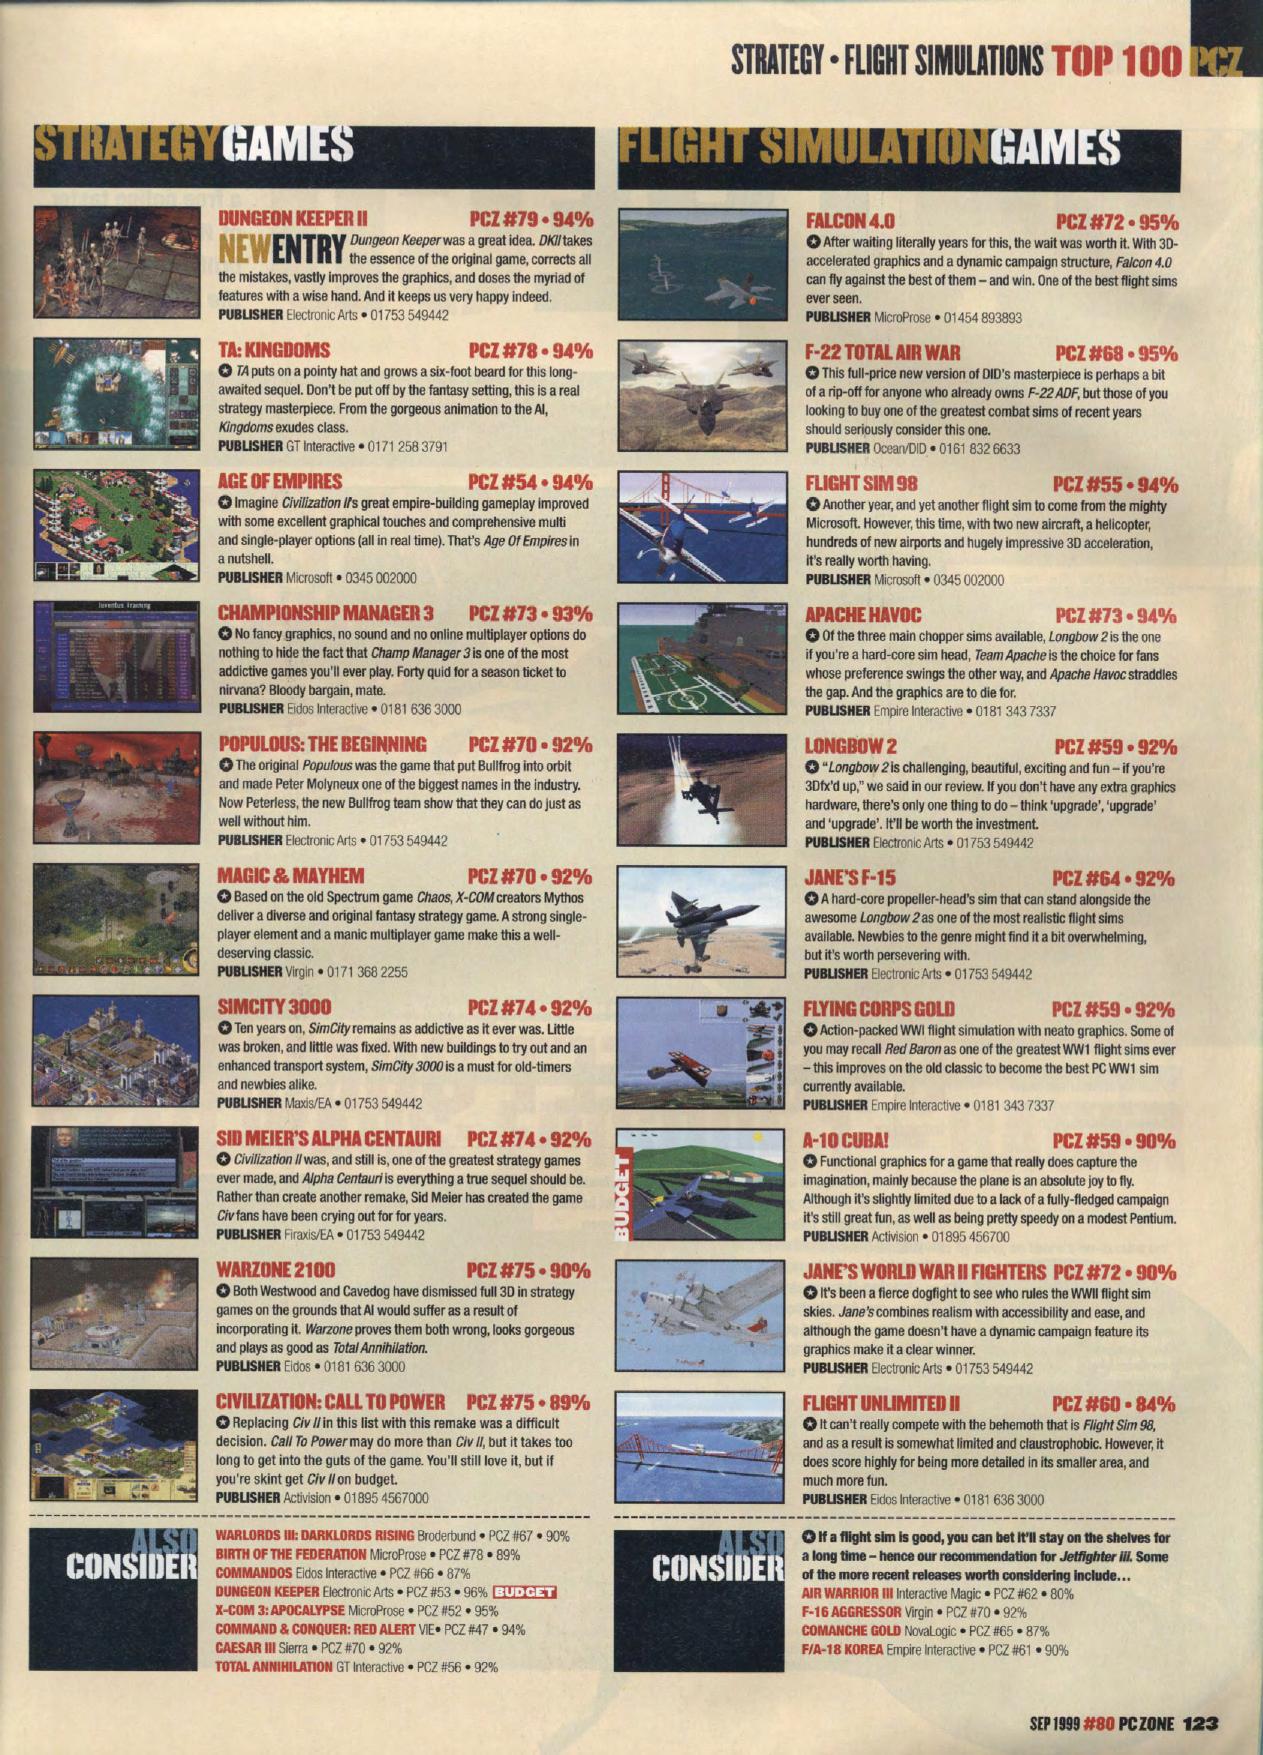 STRATEGY • FLIGHT SIMULATIONS TOP 100 PCZ
STRATEGYGAMES
DUNGEON KEEPER II PCZ #79 • 94%
NEWENTRY Dungeon Keeper was a great idea. DKII takes
the essence of the original game, corrects all
the mistakes, vastly improves the graphics, and doses the myriad of
features with a wise hand. And it keeps us very happy indeed.
PUBLISHER Electronic Arts • 01753 549442
TA: KINGDOMS PCZ #78 • 94%
TA puts on a pointy hat and grows a six-foot beard for this long-
awaited sequel. Don't be put off by the fantasy setting, this is a real
strategy masterpiece. From the gorgeous animation to the AI,
Kingdoms exudes class.
PUBLISHER GT Interactive • 0171 258 3791
AGE OF EMPIRES PCZ #54 • 94%
Imagine Civilization II's great empire-building gameplay improved
with some excellent graphical touches and comprehensive multi
and single-player options (all in real time). That's Age Of Empires in
a nutshell.
PUBLISHER Microsoft • 0345 002000
Juventus Training
CHAMPIONSHIP MANAGER 3 PCZ #73 • 93%
No fancy graphics, no sound and no online multiplayer options do
nothing to hide the fact that Champ Manager 3 is one of the most
addictive games you'll ever play. Forty quid for a season ticket to
nirvana? Bloody bargain, mate.
PUBLISHER Eidos Interactive • 0181 636 3000
POPULOUS: THE BEGINNING PCZ #70 • 92%
The original Populous was the game that put Bullfrog into orbit
and made Peter Molyneux one of the biggest names in the industry.
Now Peterless, the new Bullfrog team show that they can do just as
well without him.
PUBLISHER Electronic Arts • 01753 549442
MAGIC & MAYHEM PCZ #70 • 92%
Based on the old Spectrum game Chaos, X-COM creators Mythos
deliver a diverse and original fantasy strategy game. A strong single-
player element and a manic multiplayer game make this a well-
deserving classic.
PUBLISHER Virgin • 0171 368 2255
SIMCITY 3000 PCZ #74 • 92%
Ten years on, SimCity remains as addictive as it ever was. Little
was broken, and little was fixed. With new buildings to try out and an
enhanced transport system, SimCity 3000 is a must for old-timers
and newbies alike.
PUBLISHER Maxis/EA • 01753 549442
SID MEIER'S ALPHA CENTAURI PCZ #74 • 92%
Civilization II was, and still is, one of the greatest strategy games
ever made, and Alpha Centauri is everything a true sequel should be.
Rather than create another remake, Sid Meier has created the game
Civ fans have been crying out for for years.
PUBLISHER Firaxis/EA • 01753 549442
WARZONE 2100 PCZ #75 • 90%
Both Westwood and Cavedog have dismissed full 3D in strategy
games on the grounds that AI would suffer as a result of
incorporating it. Warzone proves them both wrong, looks gorgeous
and plays as good as Total Annihilation.
PUBLISHER Eidos • 0181 636 3000
CIVILIZATION: CALL TO POWER PCZ #75 • 89%
Replacing Civ II in this list with this remake was a difficult
decision. Call To Power may do more than Civ II, but it takes too
long to get into the guts of the game. You'll still love it, but if
you're skint get Civ II on budget.
PUBLISHER Activision • 01895 4567000
ALSO
CONSIDER
WARLORDS III: DARKLORDS RISING Broderbund • PCZ #67 • 90%
BIRTH OF THE FEDERATION MicroProse • PCZ #78 • 89%
COMMANDOS Eidos Interactive • PCZ #66 • 87%
DUNGEON KEEPER Electronic Arts • PCZ #53 • 96% BUDGET
X-COM 3: APOCALYPSE MicroProse • PCZ #52 • 95%
COMMAND & CONQUER: RED ALERT VIE • PCZ #47 • 94%
CAESAR III Sierra • PCZ #70 • 92%
TOTAL ANNIHILATION GT Interactive • PCZ #56 • 92%
FLIGHT SIMULATIONGAMES
FALCON 4.0 PCZ #72 • 95%
After waiting literally years for this, the wait was worth it. With 3D-
accelerated graphics and a dynamic campaign structure, Falcon 4.0
can fly against the best of them – and win. One of the best flight sims
ever seen.
PUBLISHER MicroProse • 01454 893893
F-22 TOTAL AIR WAR PCZ #68 • 95%
This full-price new version of DID's masterpiece is perhaps a bit
of a rip-off for anyone who already owns F-22 ADF, but those of you
looking to buy one of the greatest combat sims of recent years
should seriously consider this one.
PUBLISHER Ocean/DID • 0161 832 6633
FLIGHT SIM 98 PCZ #55 • 94%
Another year, and yet another flight sim to come from the mighty
Microsoft. However, this time, with two new aircraft, a helicopter,
hundreds of new airports and hugely impressive 3D acceleration,
it's really worth having.
PUBLISHER Microsoft • 0345 002000
APACHE HAVOC PCZ #73 • 94%
Of the three main chopper sims available, Longbow 2 is the one
if you're a hard-core sim head, Team Apache is the choice for fans
whose preference swings the other way, and Apache Havoc straddles
the gap. And the graphics are to die for.
PUBLISHER Empire Interactive • 0181 343 7337
LONGBOW 2 PCZ #59 • 92%
"Longbow 2 is challenging, beautiful, exciting and fun – if you're
3Dfx'd up," we said in our review. If you don't have any extra graphics
hardware, there's only one thing to do – think 'upgrade', 'upgrade'
and 'upgrade'. It'll be worth the investment.
PUBLISHER Electronic Arts • 01753 549442
JANE'S F-15 PCZ #64 • 92%
A hard-core propeller-head's sim that can stand alongside the
awesome Longbow 2 as one of the most realistic flight sims
available. Newbies to the genre might find it a bit overwhelming,
but it's worth persevering with.
PUBLISHER Electronic Arts • 01753 549442
FLYING CORPS GOLD PCZ #59 • 92%
Action-packed WWI flight simulation with neato graphics. Some of
you may recall Red Baron as one of the greatest WW1 flight sims ever
– this improves on the old classic to become the best PC WW1 sim
currently available.
PUBLISHER Empire Interactive • 0181 343 7337
BUDGET
A-10 CUBA! PCZ #59 • 90%
Functional graphics for a game that really does capture the
imagination, mainly because the plane is an absolute joy to fly.
Although it's slightly limited due to a lack of a fully-fledged campaign
it's still great fun, as well as being pretty speedy on a modest Pentium.
PUBLISHER Activision • 01895 456700
JANE'S WORLD WAR II FIGHTERS PCZ #72 • 90%
It's been a fierce dogfight to see who rules the WWII flight sim
skies. Jane's combines realism with accessibility and ease, and
although the game doesn't have a dynamic campaign feature its
graphics make it a clear winner.
PUBLISHER Electronic Arts • 01753 549442
FLIGHT UNLIMITED II PCZ #60 • 84%
It can't really compete with the behemoth that is Flight Sim 98,
and as a result is somewhat limited and claustrophobic. However, it
does score highly for being more detailed in its smaller area, and
much more fun.
PUBLISHER Eidos Interactive • 0181 636 3000
ALSO
CONSIDER
If a flight sim is good, you can bet it'll stay on the shelves for
a long time – hence our recommendation for Jetfighter III. Some
of the more recent releases worth considering include...
AIR WARRIOR III Interactive Magic • PCZ #62 • 80%
F-16 AGGRESSOR Virgin • PCZ #70 • 92%
COMANCHE GOLD NovaLogic • PCZ #65 • 87%
F/A-18 KOREA Empire Interactive • PCZ #61 • 90%
SEP 1999 #80 PC ZONE 123